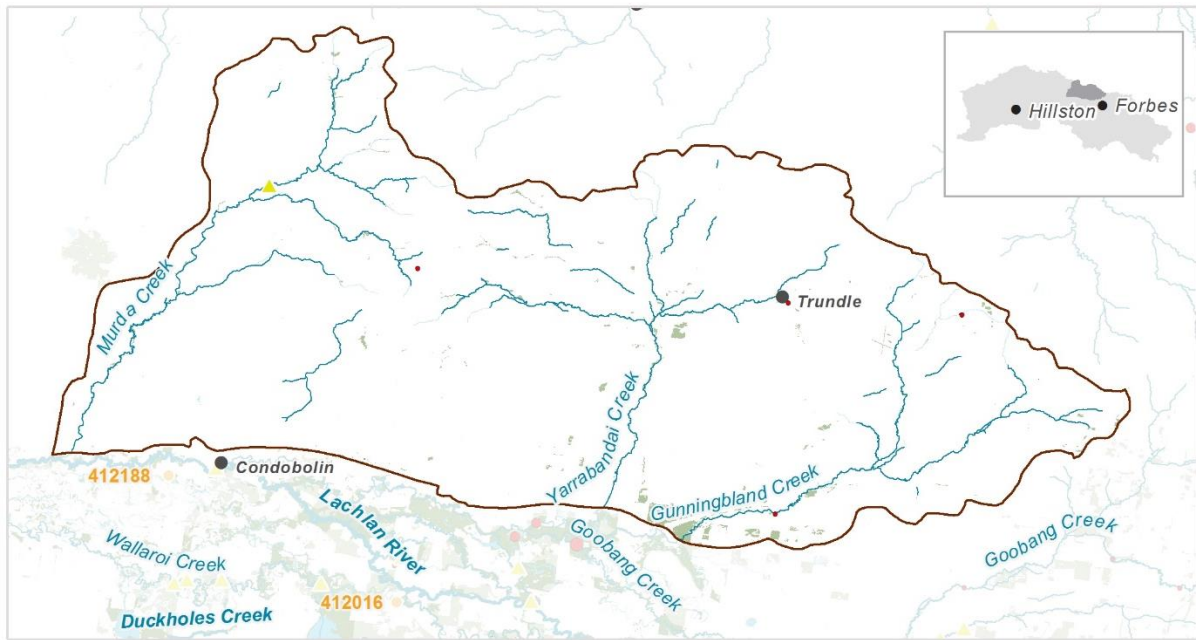 Hillston
Forbes
Murda Creek
Trundle
Yarrabandai Creek
Condobolin
412188
Gunningbland Creek
Lachlan River
Goobang Creek
Goobang Creek
Wallaroi Creek
412016
Duckholes Creek